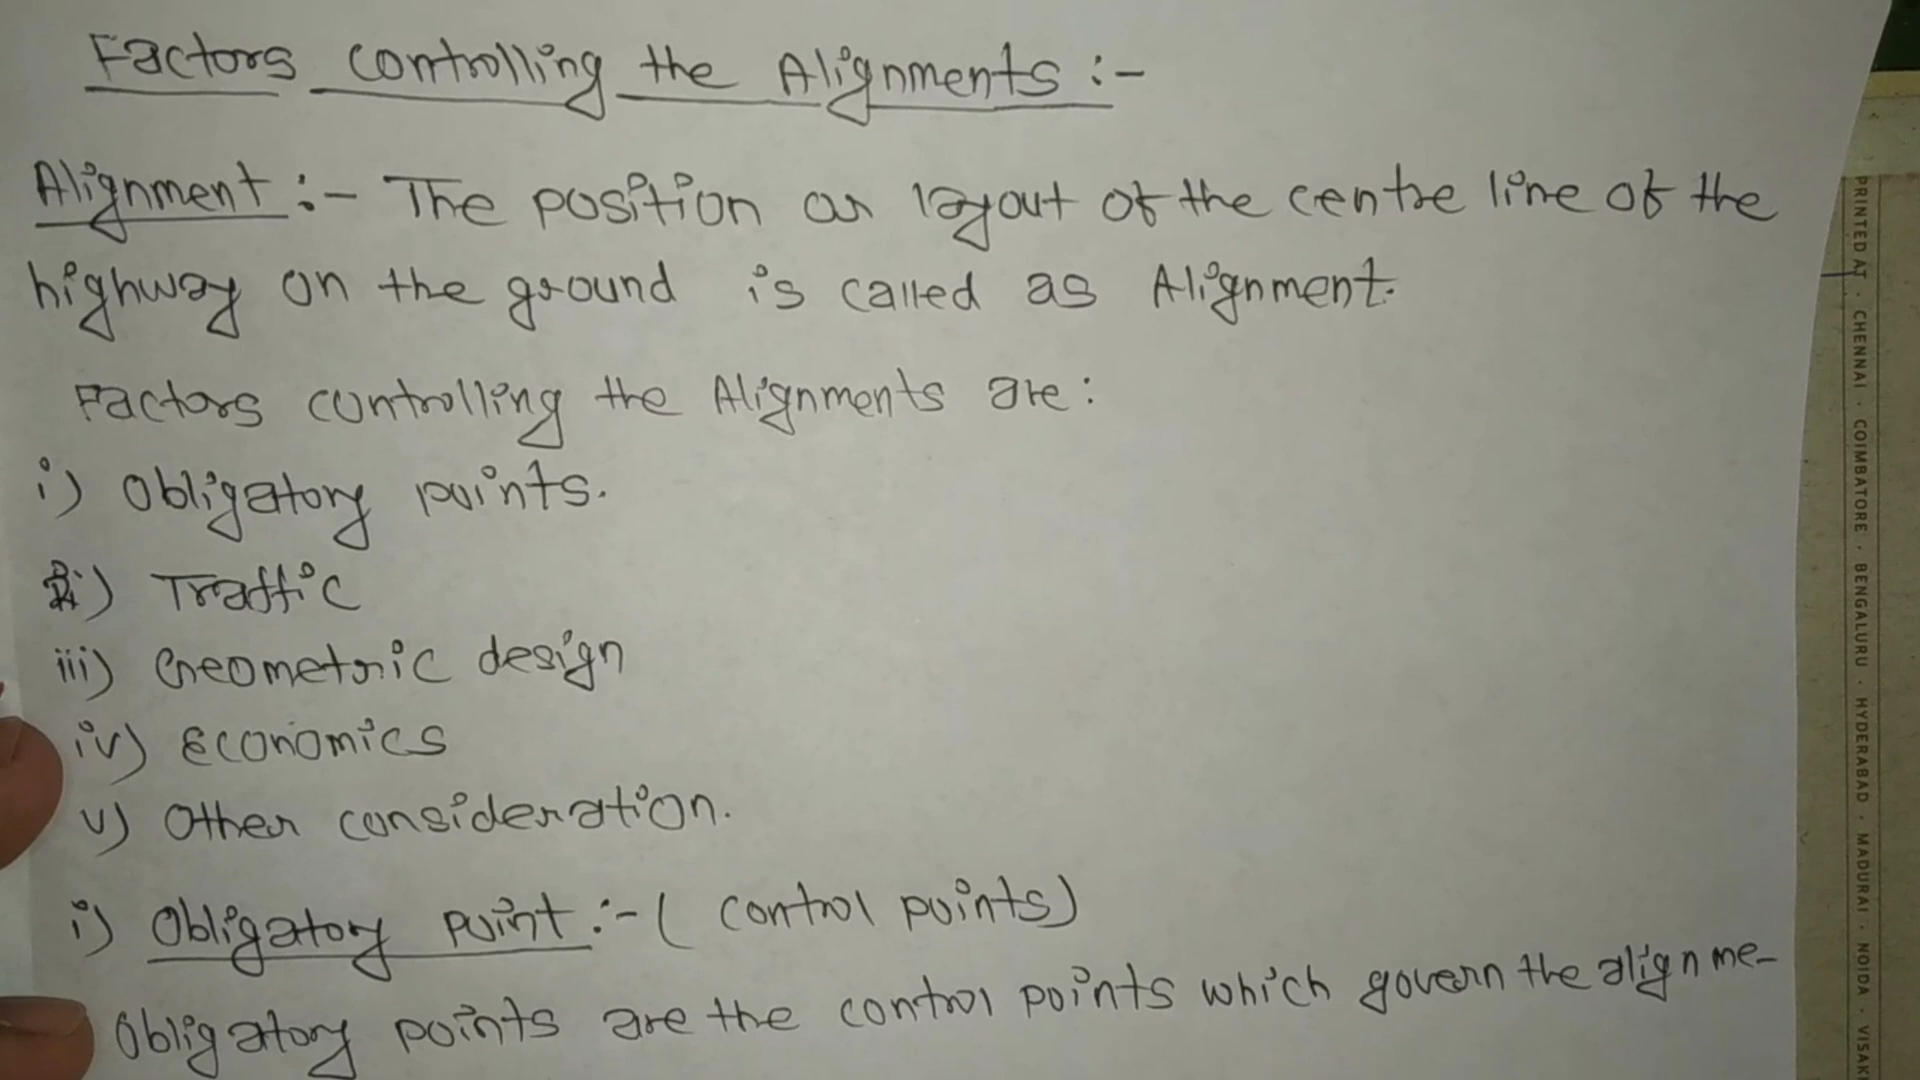 Factors controlling the Alignments :-
Alignment :- The position or layout of the centre line of the
highway on the ground is called as Alignment.
Factors controlling the Alignments are :
i) Obligatory points.
ii) Traffic
iii) Geometric design
iv) Economics
v) Other consideration.
i) Obligatory point :- ( control points)
Obligatory points are the control points which govern the alignme-
PRINTED AT . CHENNAI . COIMBATORE . BENGALURU . HYDERABAD . MADURAI . NOIDA . VISAK